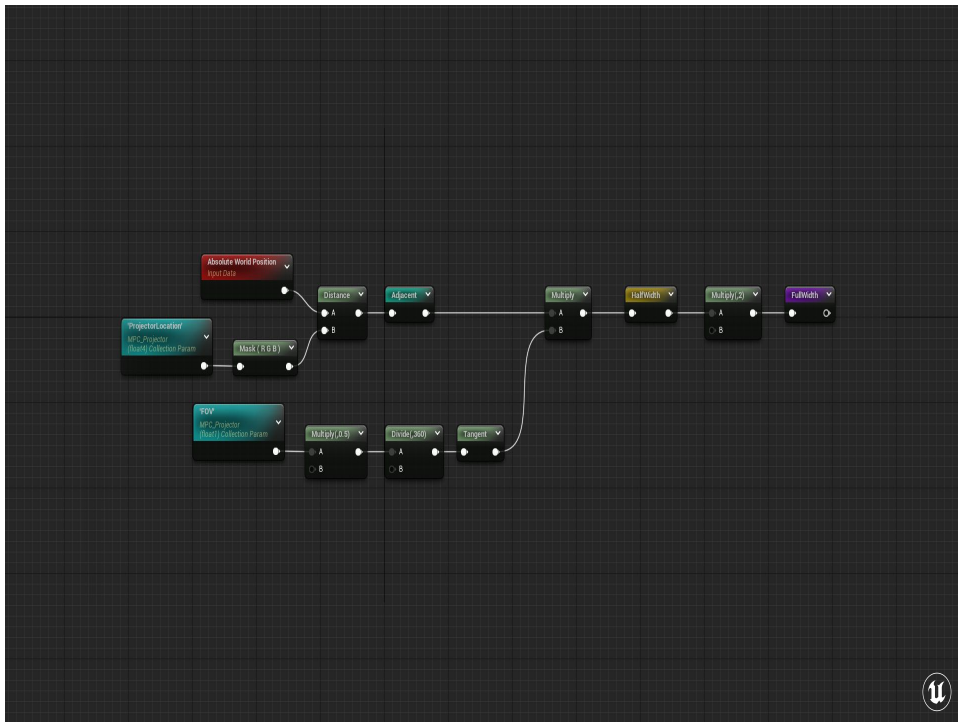 Absolute World Position
Input Data
Distance
A
B
Adjacent
'ProjectorLocation'
MPC_Projector
(float4) Collection Param
Mask ( R G B )
Multiply
A
B
HalfWidth
Multiply(,2)
A
B
FullWidth
'FOV'
MPC_Projector
(float1) Collection Param
Multiply(,0.5)
A
B
Divide(,360)
A
B
Tangent